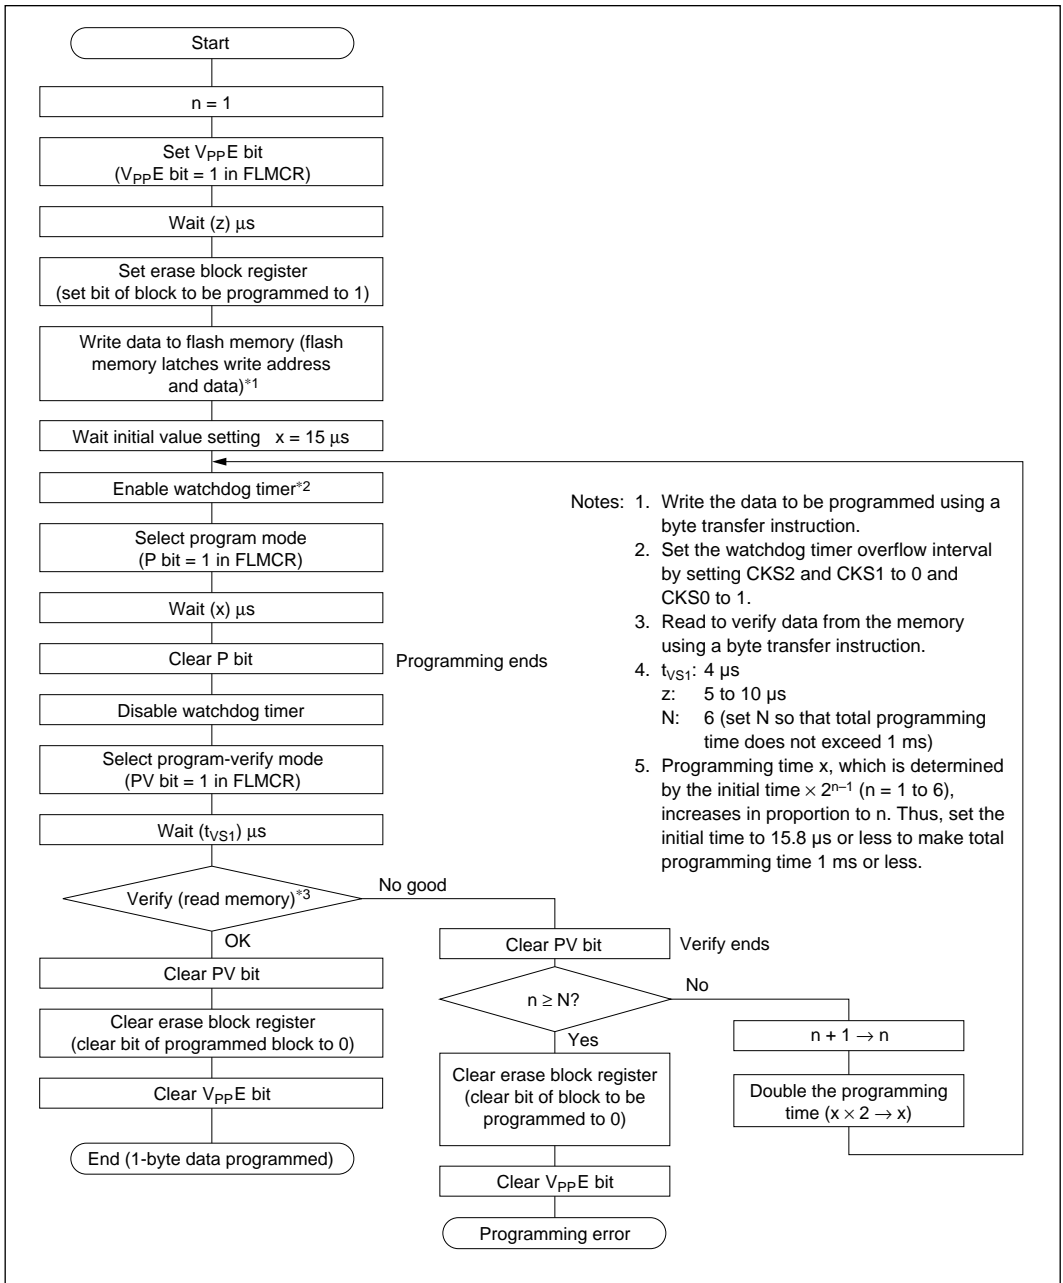 Start
n = 1
Set VPPE bit
(VPPE bit = 1 in FLMCR)
Wait (z) μs
Set erase block register
(set bit of block to be programmed to 1)
Write data to flash memory (flash
memory latches write address
and data)*1
Wait initial value setting x = 15 μs
Enable watchdog timer*2
Select program mode
(P bit = 1 in FLMCR)
Wait (x) μs
Clear P bit
Programming ends
Disable watchdog timer
Select program-verify mode
(PV bit = 1 in FLMCR)
Wait (tVS1) μs
Verify (read memory)*3
No good
OK
Clear PV bit
Clear erase block register
(clear bit of programmed block to 0)
Clear VPPE bit
End (1-byte data programmed)
Clear PV bit
Verify ends
n ≥ N?
No
Yes
Clear erase block register
(clear bit of block to be
programmed to 0)
Clear VPPE bit
Programming error
n + 1 → n
Double the programming
time (x × 2 → x)
Notes: 1. Write the data to be programmed using a
byte transfer instruction.
2. Set the watchdog timer overflow interval
by setting CKS2 and CKS1 to 0 and
CKS0 to 1.
3. Read to verify data from the memory
using a byte transfer instruction.
4. tVS1: 4 μs
z: 5 to 10 μs
N: 6 (set N so that total programming
time does not exceed 1 ms)
5. Programming time x, which is determined
by the initial time × 2n–1 (n = 1 to 6),
increases in proportion to n. Thus, set the
initial time to 15.8 μs or less to make total
programming time 1 ms or less.